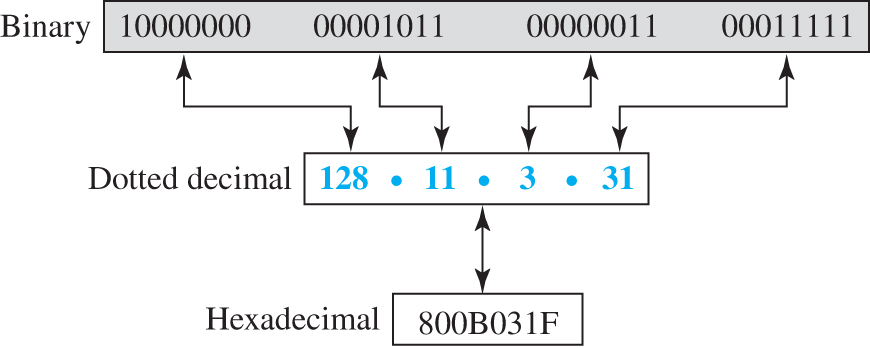 Binary 10000000 00001011 00000011 00011111
Dotted decimal 128 • 11 • 3 • 31
Hexadecimal 800B031F